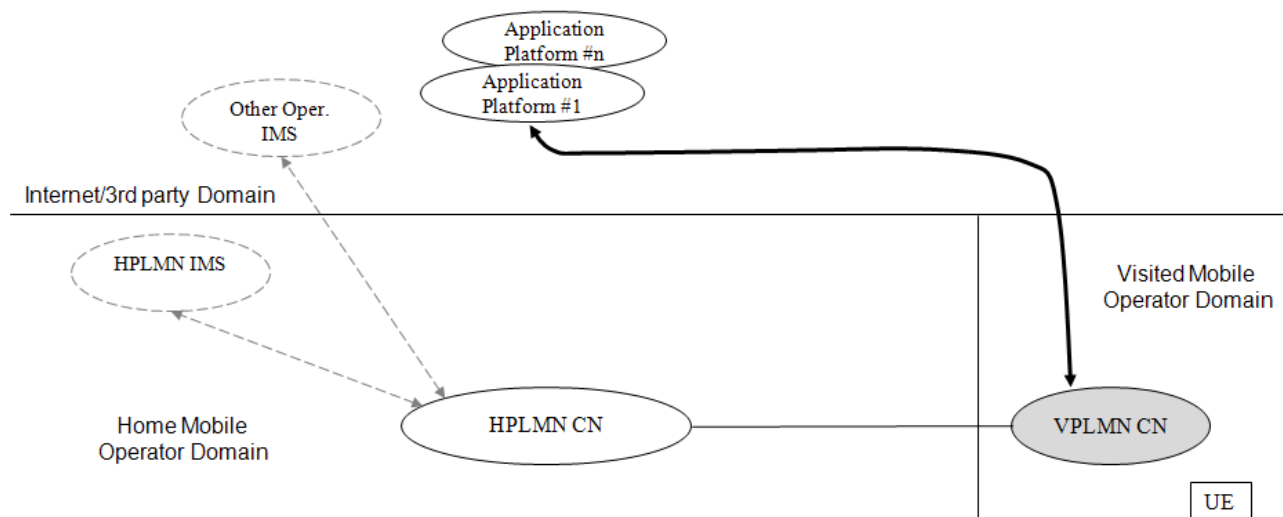 Application
Platform #n
Application
Platform #1
Other Oper.
IMS
Internet/3rd party Domain
HPLMN IMS
Visited Mobile
Operator Domain
Home Mobile
Operator Domain
HPLMN CN
VPLMN CN
UE